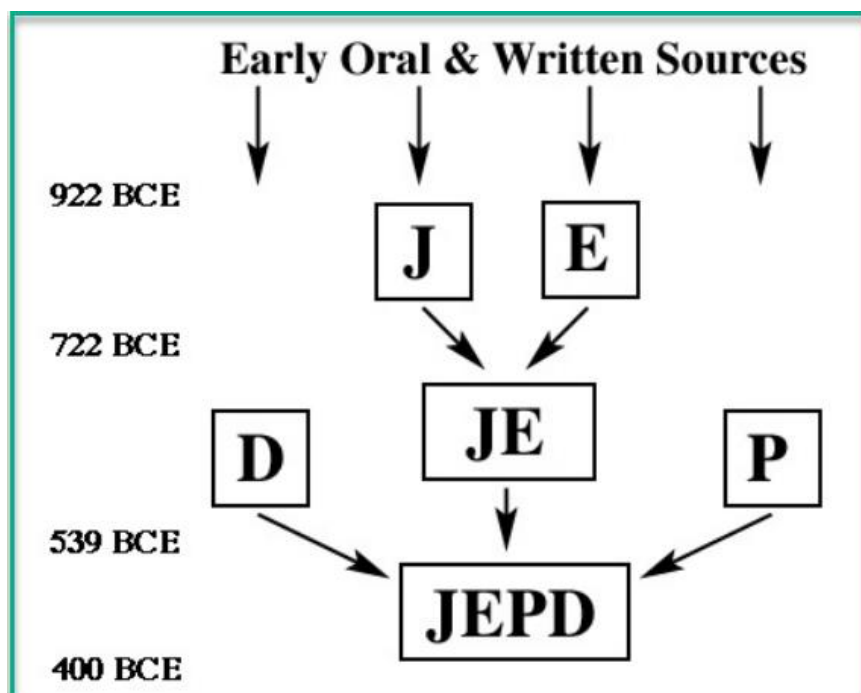 Early Oral & Written Sources
922 BCE
J E
722 BCE
JE
D P
539 BCE
JEPD
400 BCE